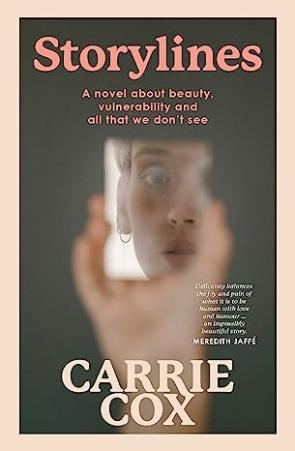 Storylines
A novel about beauty,
vulnerability and
all that we don't see
Delicately balances
the joy and pain of
what it is to be
human with love
and humour ...
an impossibly
beautiful story.
MEREDITH JAFFÉ
CARRIE
COX